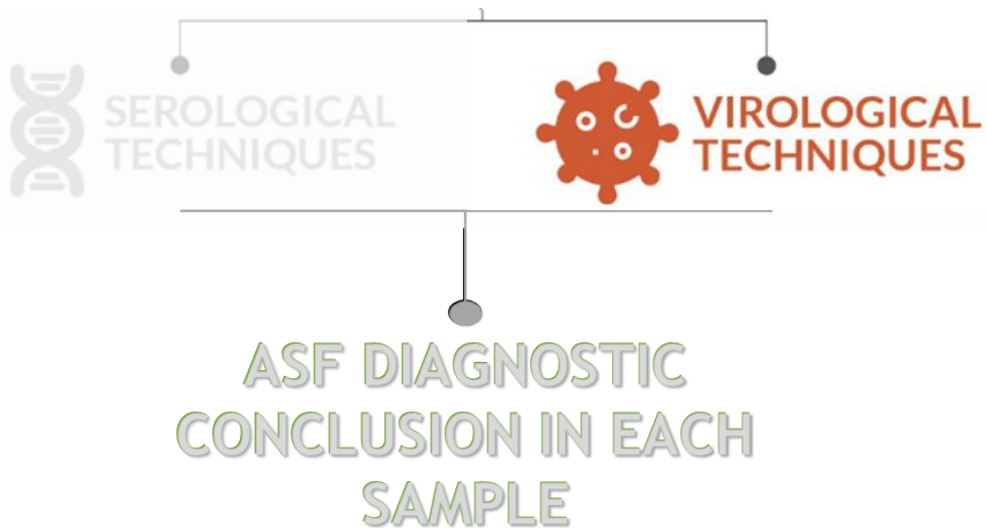 SEROLOGICAL
TECHNIQUES
VIROLOGICAL
TECHNIQUES
ASF DIAGNOSTIC
CONCLUSION IN EACH
SAMPLE